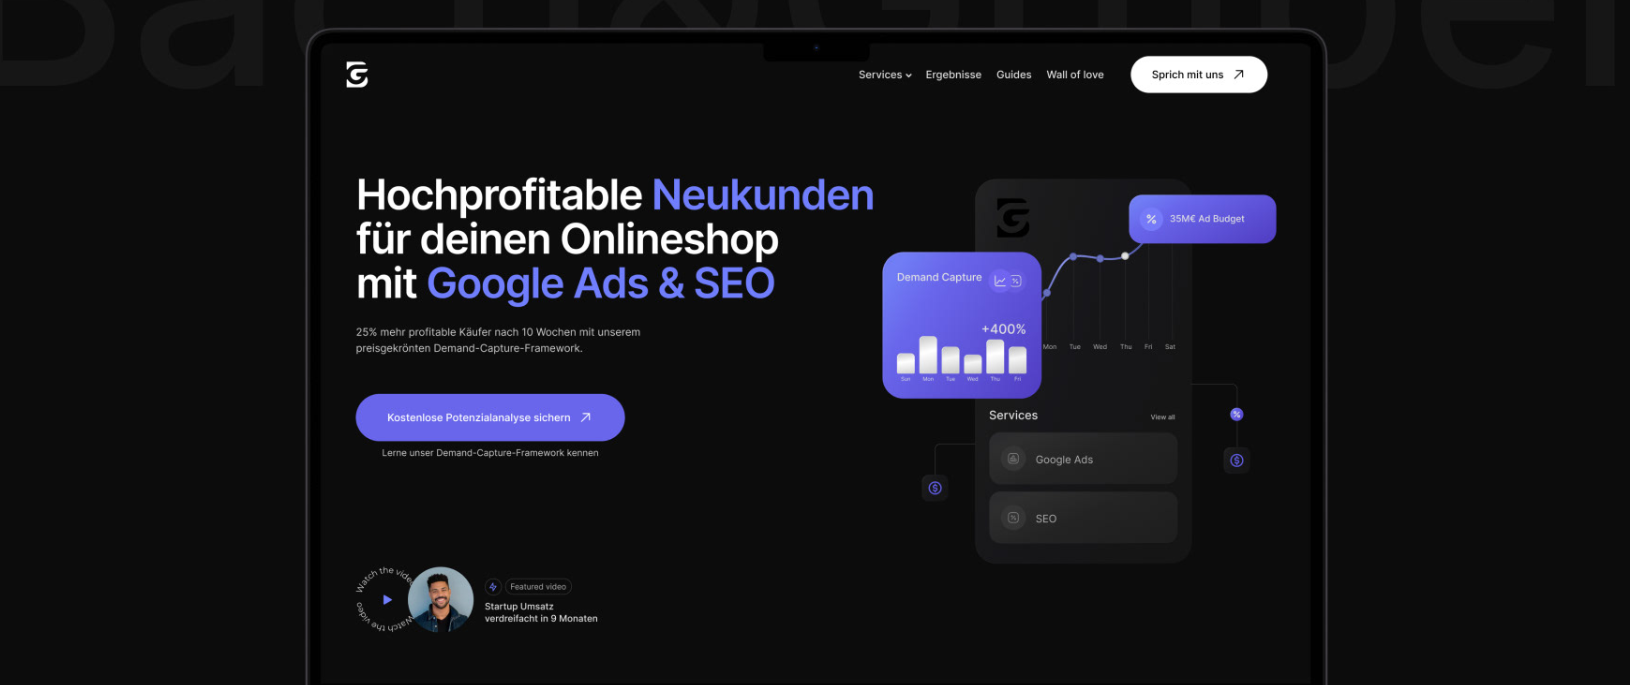 Services
Ergebnisse
Guides
Wall of love
Sprich mit uns
Hochprofitable Neukunden
für deinen Onlineshop
mit Google Ads & SEO
25% mehr profitable Käufer nach 10 Wochen mit unserem
preisgekrönten Demand-Capture-Framework.
Kostenlose Potenzialanalyse sichern
Lerne unser Demand-Capture-Framework kennen
Watch the video
Watch the video
Featured video
Startup Umsatz
verdreifacht in 9 Monaten
35M€ Ad Budget
Demand Capture
+400%
Sun Mon Tue Wed Thu Fri
Mon Tue Wed Thu Fri Sat
Services
View all
Google Ads
SEO